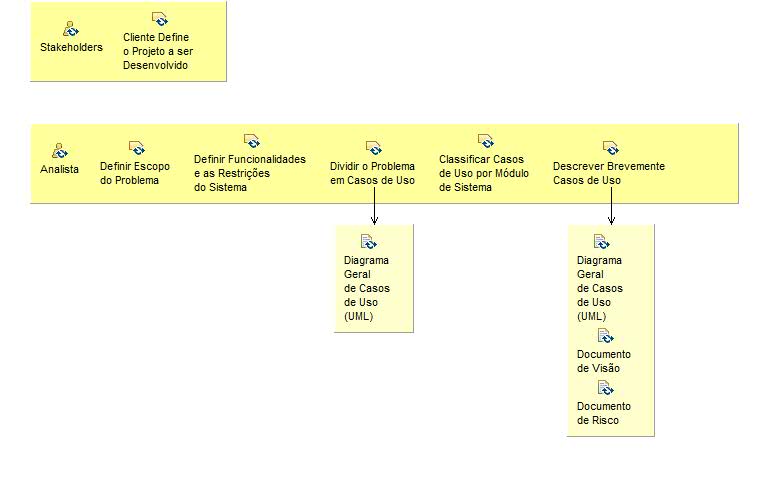 Stakeholders
Cliente Define
o Projeto a ser
Desenvolvido
Analista
Definir Escopo
do Problema
Definir Funcionalidades
e as Restrições
do Sistema
Dividir o Problema
em Casos de Uso
Classificar Casos
de Uso por Módulo
de Sistema
Descrever Brevemente
Casos de Uso
Diagrama
Geral
de Casos
de Uso
(UML)
Diagrama
Geral
de Casos
de Uso
(UML)
Documento
de Visão
Documento
de Risco